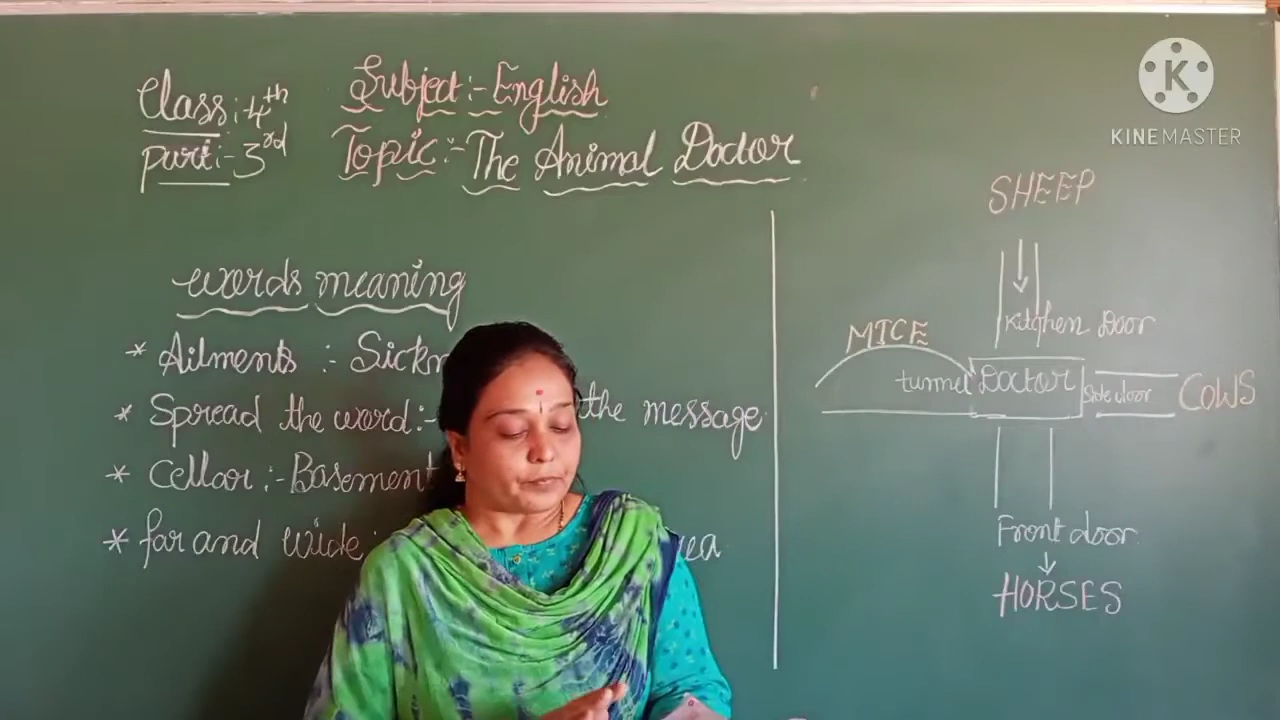 Class:4th
Subject:-English
Part:-3rd
Topic:-The Animal Doctor
words meaning
* Ailments :- Sickn
* Spread the word:- the message
* Cellar :- Basement
* far and wide :
KINEMASTER
SHEEP
Kitchen Door
MICE
tunnel Doctor Side door COWS
Front door
HORSES